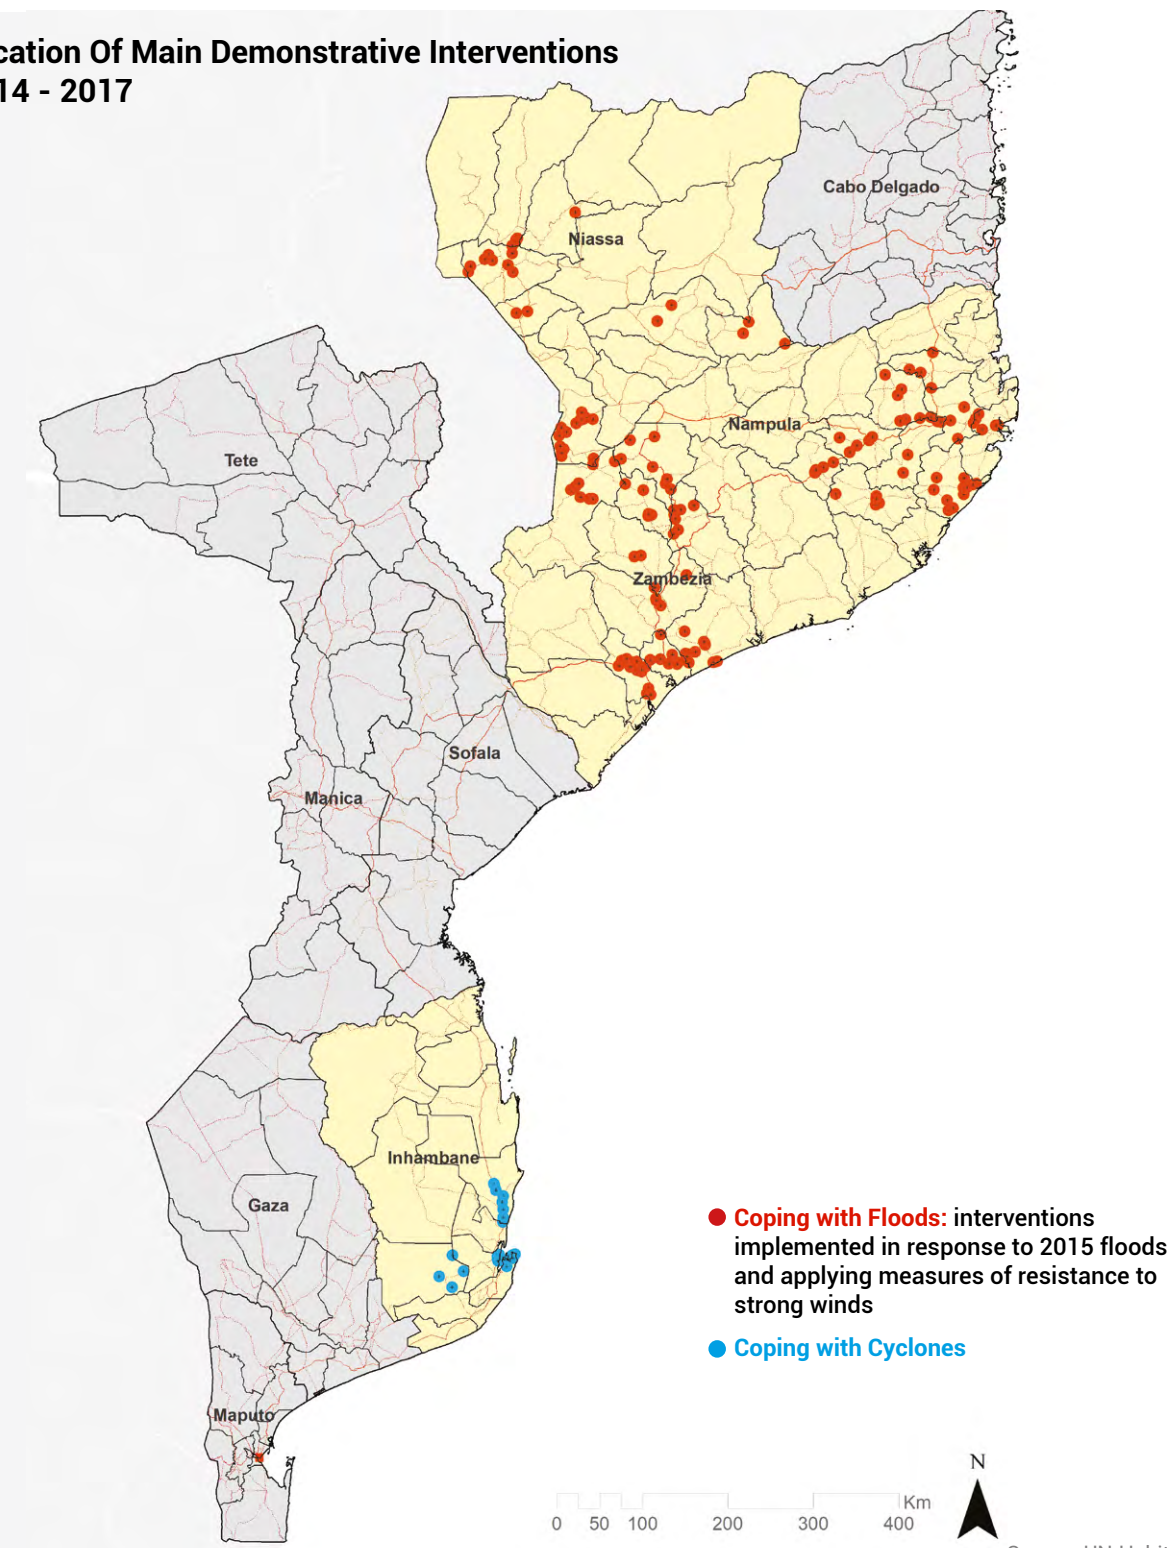 cation Of Main Demonstrative Interventions
14 - 2017
Cabo Delgado
Niassa
Nampula
Tete
Zambezia
Sofala
Manica
Inhambane
Gaza
Maputo
Coping with Floods: interventions
implemented in response to 2015 floods
and applying measures of resistance to
strong winds
Coping with Cyclones
N
Km
0 50 100 200 300 400